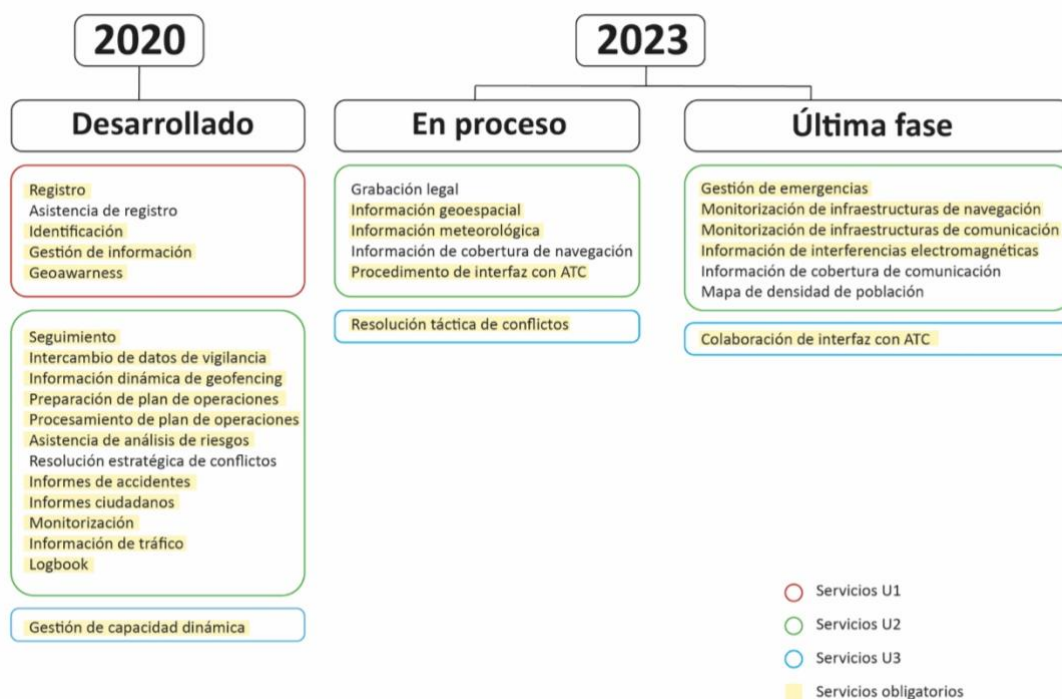 2020
2023
Desarrollado
En proceso
Última fase
Registro
Asistencia de registro
Identificación
Gestión de información
Geoawarness
Seguimiento
Intercambio de datos de vigilancia
Información dinámica de geofencing
Preparación de plan de operaciones
Procesamiento de plan de operaciones
Asistencia de análisis de riesgos
Resolución estratégica de conflictos
Informes de accidentes
Informes ciudadanos
Monitorización
Información de tráfico
Logbook
Gestión de capacidad dinámica
Grabación legal
Información geoespacial
Información meteorológica
Información de cobertura de navegación
Procedimento de interfaz con ATC
Resolución táctica de conflictos
Gestión de emergencias
Monitorización de infraestructuras de navegación
Monitorización de infraestructuras de comunicación
Información de interferencias electromagnéticas
Información de cobertura de comunicación
Mapa de densidad de población
Colaboración de interfaz con ATC
Servicios U1
Servicios U2
Servicios U3
Servicios obligatorios